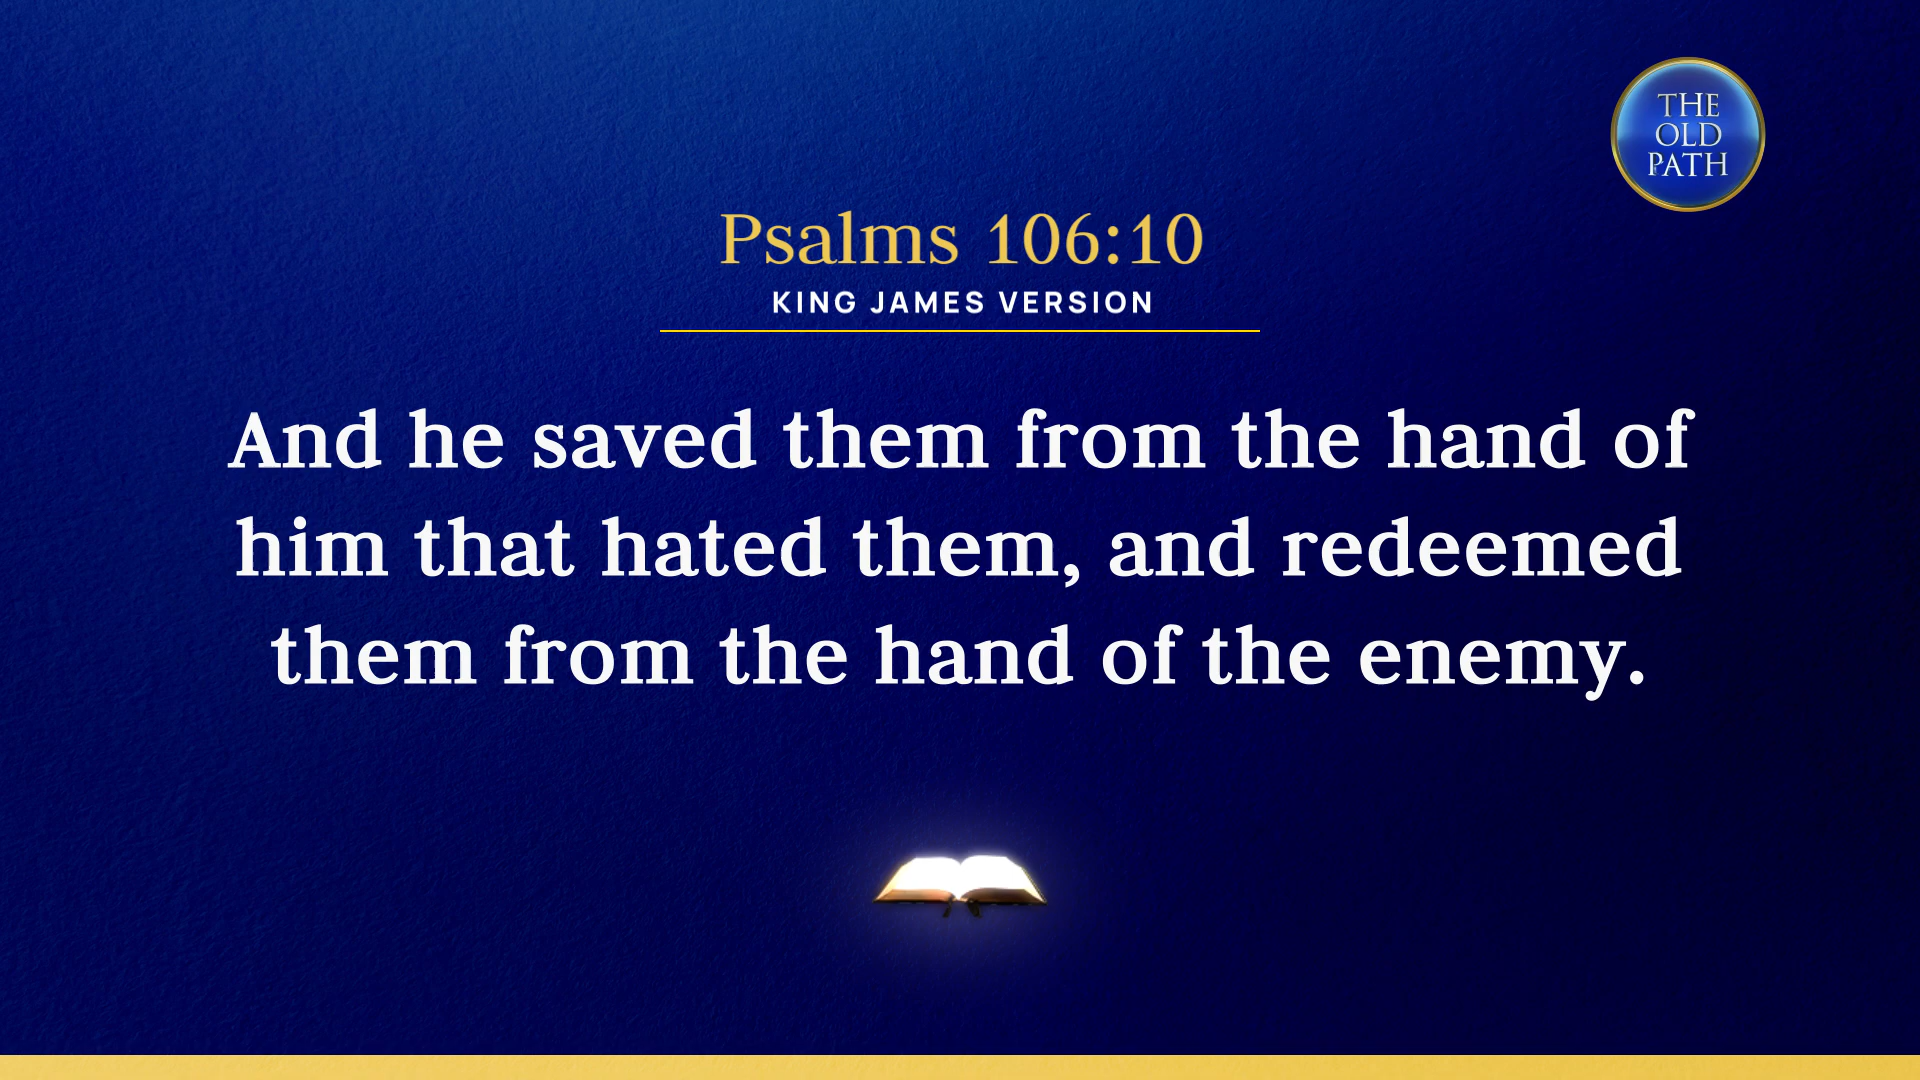 THE
OLD
PATH
Psalms 106:10
KING JAMES VERSION
And he saved them from the hand of
him that hated them, and redeemed
them from the hand of the enemy.